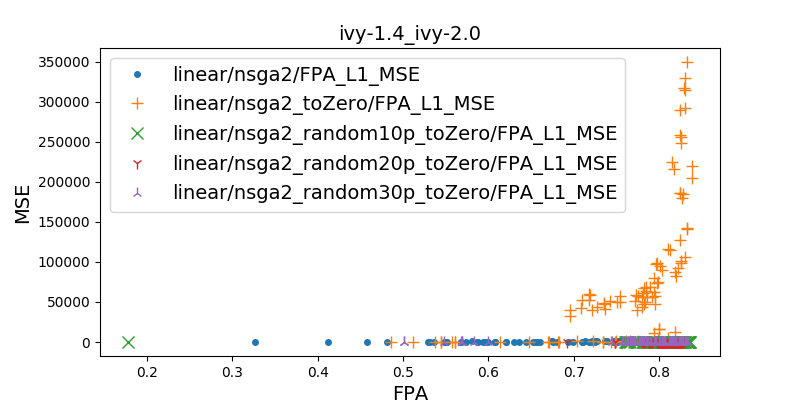 ivy-1.4_ivy-2.0
350000
300000
250000
200000
150000
100000
50000
0
MSE
linear/nsga2/FPA_L1_MSE
linear/nsga2_toZero/FPA_L1_MSE
linear/nsga2_random10p_toZero/FPA_L1_MSE
linear/nsga2_random20p_toZero/FPA_L1_MSE
linear/nsga2_random30p_toZero/FPA_L1_MSE
0.2 0.3 0.4 0.5 0.6 0.7 0.8
FPA